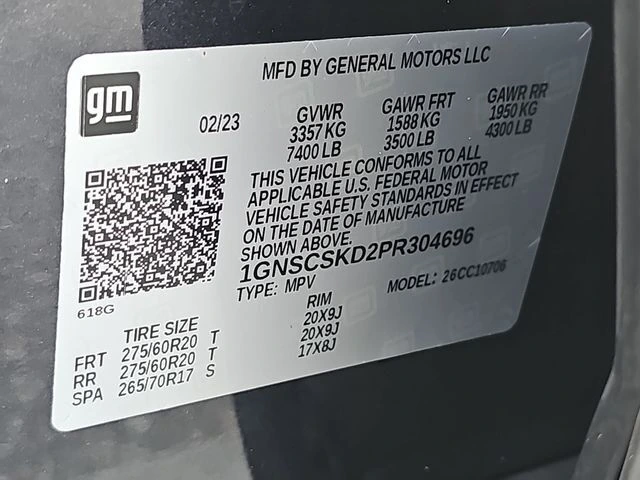 gm
MFD BY GENERAL MOTORS LLC
02/23 GVWR GAWR FRT GAWR RR
3357 KG 1588 KG 1950 KG
7400 LB 3500 LB 4300 LB
THIS VEHICLE CONFORMS TO ALL
APPLICABLE U.S. FEDERAL MOTOR
VEHICLE SAFETY STANDARDS IN EFFECT
ON THE DATE OF MANUFACTURE
SHOWN ABOVE.
1GNSCSKD2PR304696
TYPE: MPV MODEL: 26CC10706
618G
TIRE SIZE RIM
FRT 275/60R20 T 20X9J
RR 275/60R20 T 20X9J
SPA 265/70R17 S 17X8J